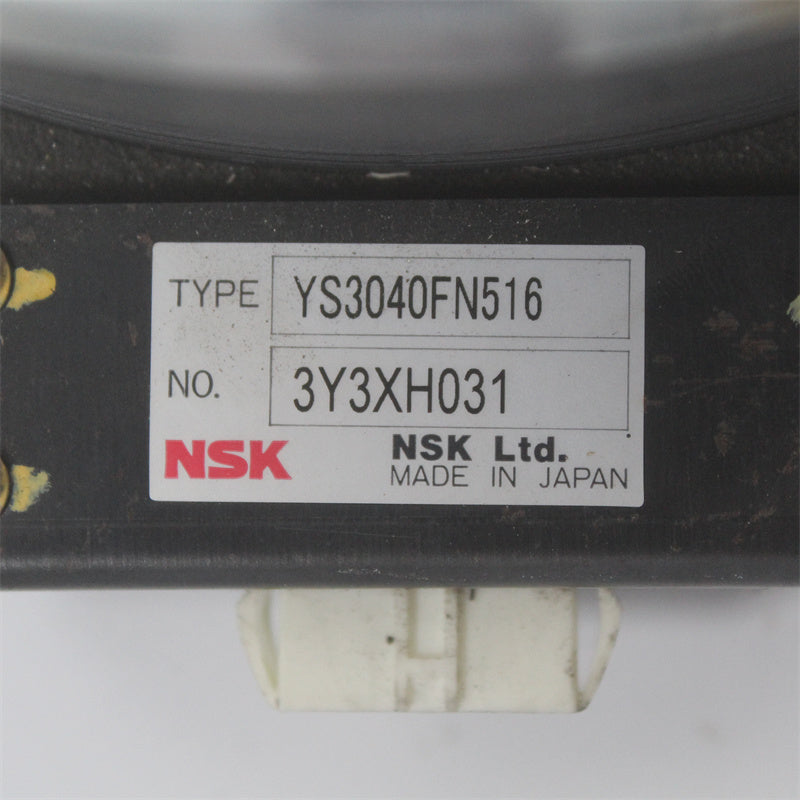 TYPE YS3040FN516
NO. 3Y3XH031
NSK NSK Ltd.
MADE IN JAPAN